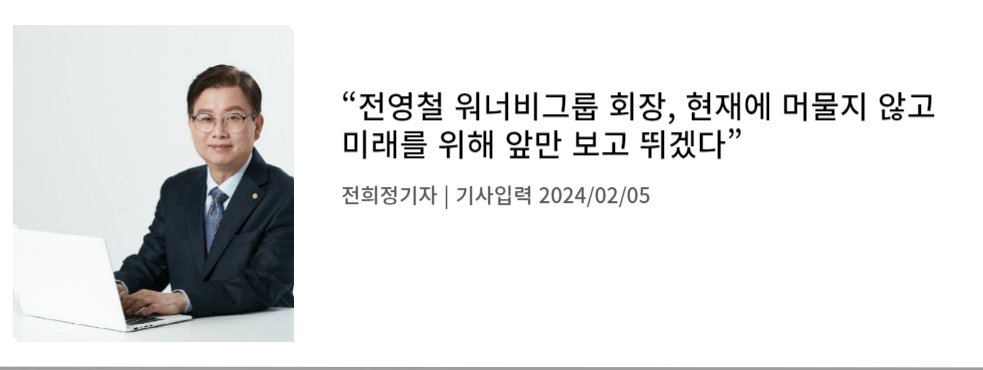 “전영철 워너비그룹 회장, 현재에 머물지 않고
미래를 위해 앞만 보고 뛰겠다”
전희정기자 | 기사입력 2024/02/05